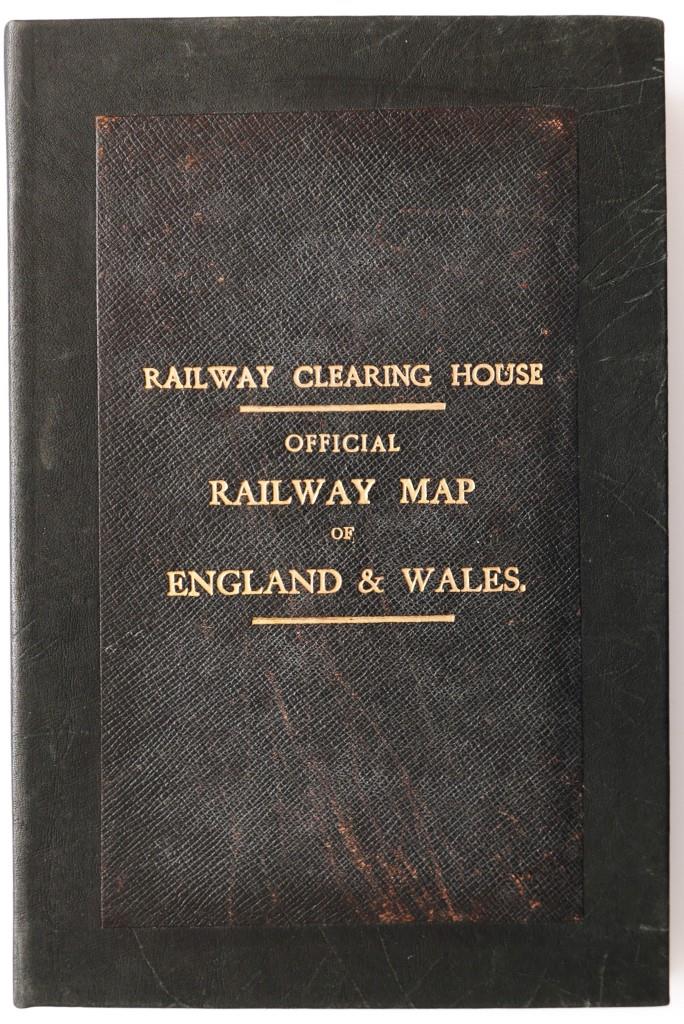 RAILWAY CLEARING HOUSE
OFFICIAL
RAILWAY MAP
OF
ENGLAND & WALES.